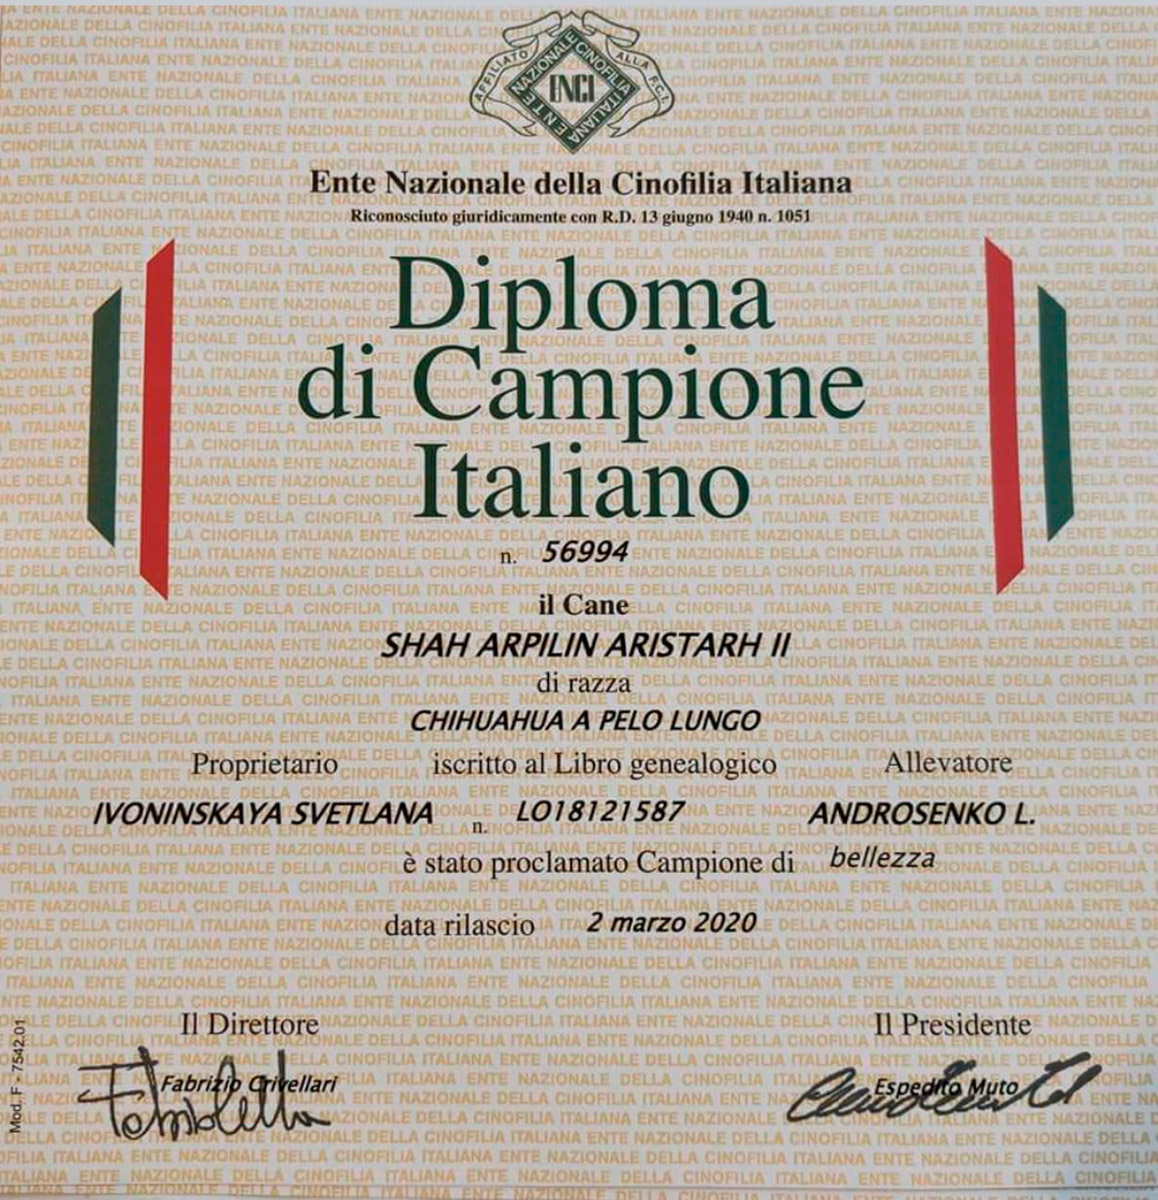 AFFILIATO ALLA F.C.I.
ENTE NAZIONALE CINOFILIA ITALIANA
ENCI
Ente Nazionale della Cinofilia Italiana
Riconosciuto giuridicamente con R.D. 13 giugno 1940 n. 1051
Diploma
di Campione
Italiano
n. 56994
il Cane
SHAH ARPILIN ARISTARH II
di razza
CHIHUAHUA A PELO LUNGO
Proprietario iscritto al Libro genealogico Allevatore
IVONINSKAYA SVETLANA n. LO18121587 ANDROSENKO L.
è stato proclamato Campione di bellezza
data rilascio 2 marzo 2020
Il Direttore Il Presidente
Fabrizio Crivellari Espedito Muto
Mod. F - 7542.01